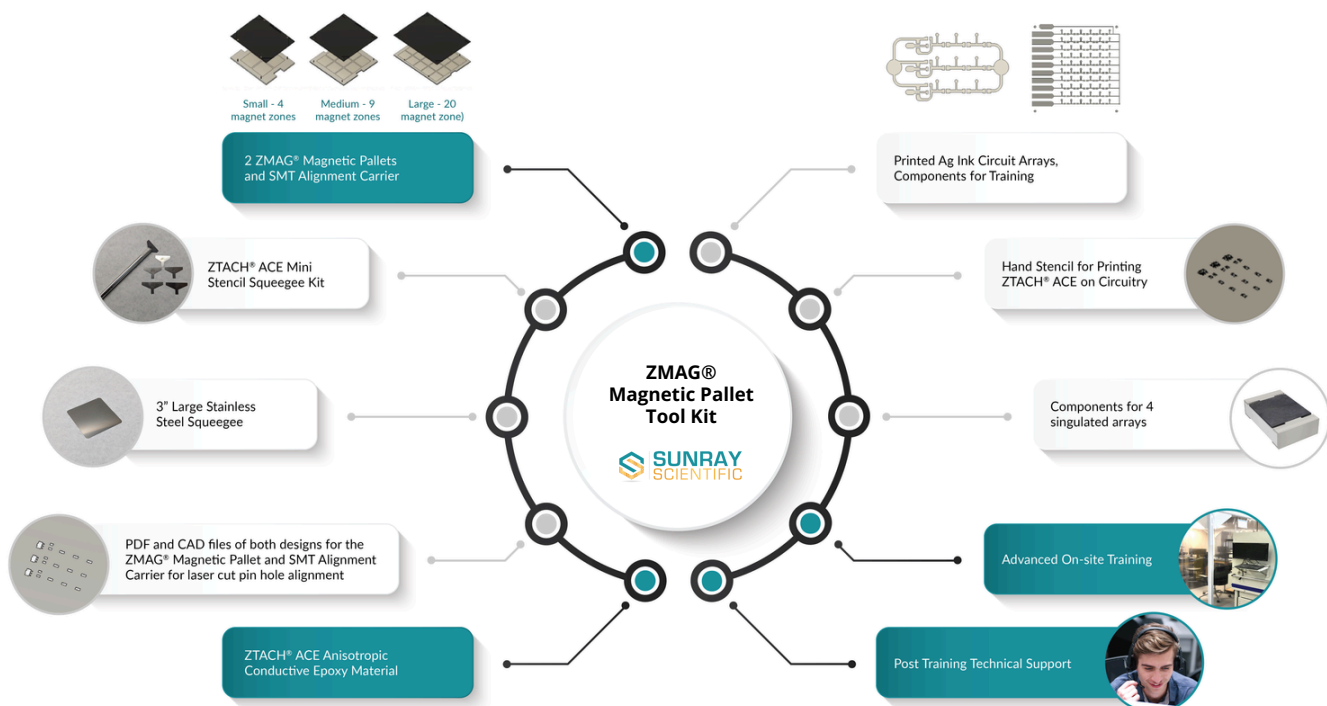 Small - 4
magnet zones
Medium - 9
magnet zones
Large - 20
magnet zone)
2 ZMAG® Magnetic Pallets
and SMT Alignment Carrier
ZTACH® ACE Mini
Stencil Squeegee Kit
3” Large Stainless
Steel Squeegee
PDF and CAD files of both designs for the
ZMAG® Magnetic Pallet and SMT Alignment
Carrier for laser cut pin hole alignment
ZTACH® ACE Anisotropic
Conductive Epoxy Material
ZMAG®
Magnetic Pallet
Tool Kit
SUNRAY
SCIENTIFIC
Printed Ag Ink Circuit Arrays,
Components for Training
Hand Stencil for Printing
ZTACH® ACE on Circuitry
Components for 4
singulated arrays
Advanced On-site Training
Post Training Technical Support